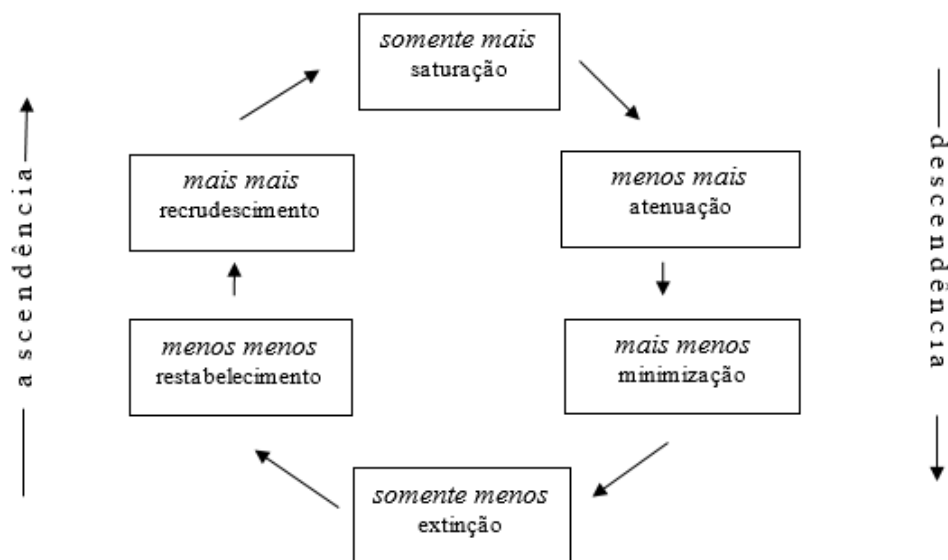 somente mais
saturação
mais mais
recrudescimento
menos mais
atenuação
menos menos
restabelecimento
mais menos
minimização
somente menos
extinção
ascendência
descendência